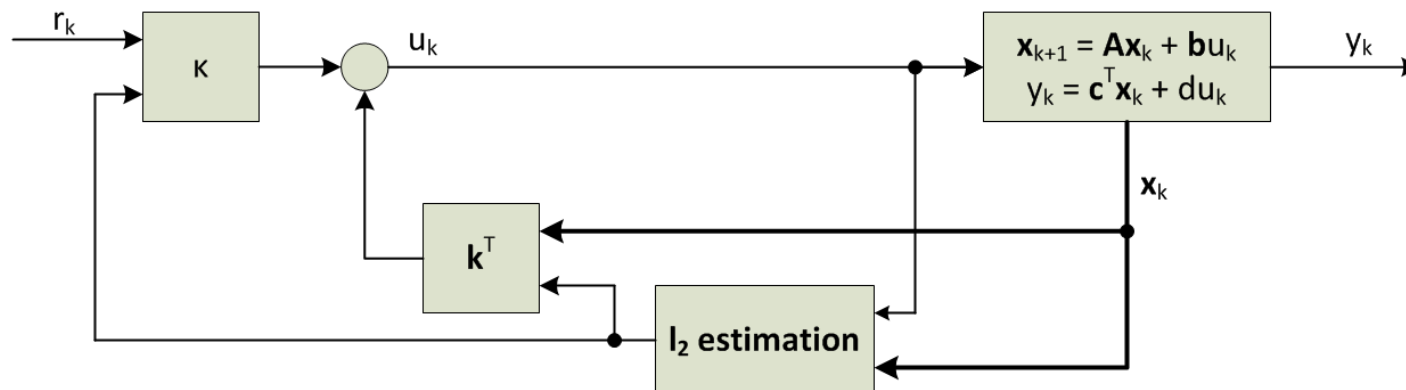 r_k
κ
u_k
x_{k+1} = Ax_k + bu_k
y_k = c^T x_k + du_k
y_k
x_k
k^T
l_2 estimation